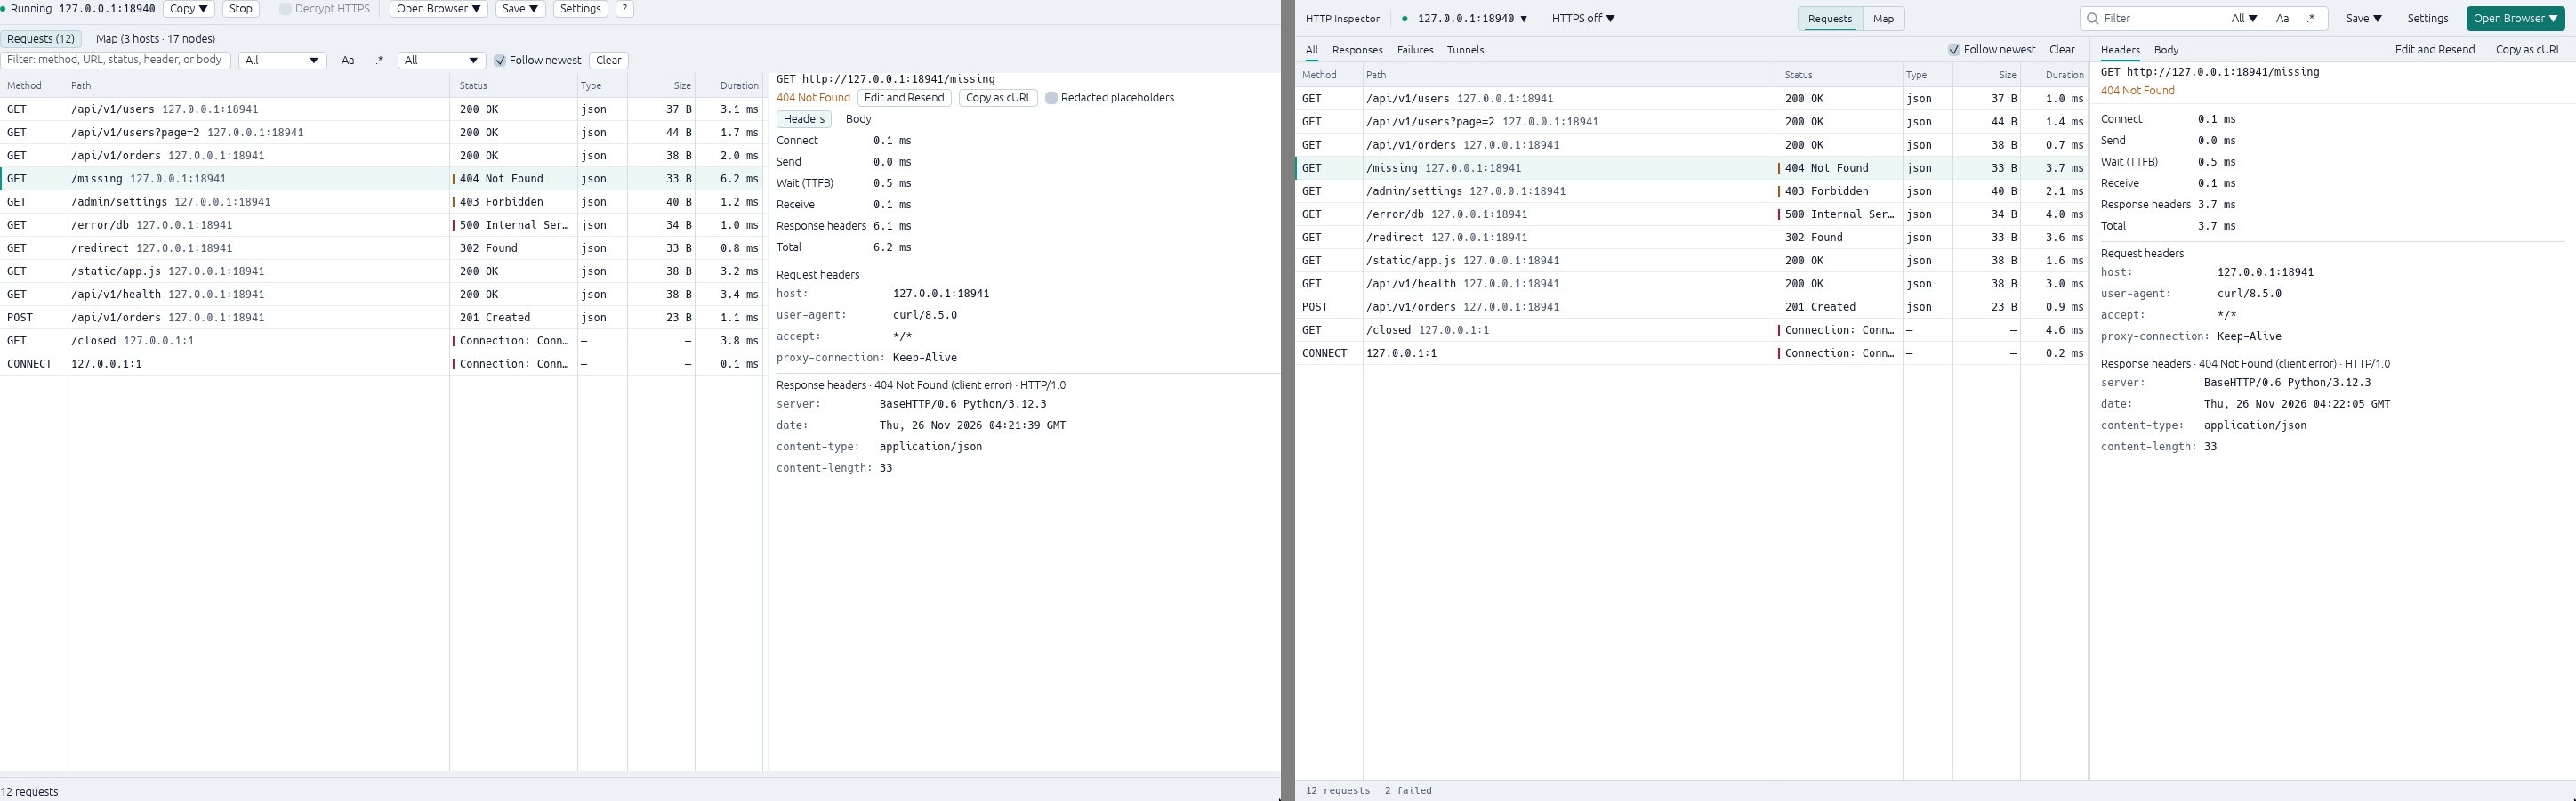 Running 127.0.0.1:18940 Copy ▼ Stop Decrypt HTTPS Open Browser ▼ Save ▼ Settings ?
Requests (12) Map (3 hosts · 17 nodes)
Filter: method, URL, status, header, or body All ▼ Aa .* All ▼ Follow newest Clear
Method Path Status Type Size Duration
GET /api/v1/users 127.0.0.1:18941 200 OK json 37 B 3.1 ms
GET /api/v1/users?page=2 127.0.0.1:18941 200 OK json 44 B 1.7 ms
GET /api/v1/orders 127.0.0.1:18941 200 OK json 38 B 2.0 ms
GET /missing 127.0.0.1:18941 404 Not Found json 33 B 6.2 ms
GET /admin/settings 127.0.0.1:18941 403 Forbidden json 40 B 1.2 ms
GET /error/db 127.0.0.1:18941 500 Internal Ser… json 34 B 1.0 ms
GET /redirect 127.0.0.1:18941 302 Found json 33 B 0.8 ms
GET /static/app.js 127.0.0.1:18941 200 OK json 38 B 3.2 ms
GET /api/v1/health 127.0.0.1:18941 200 OK json 38 B 3.4 ms
POST /api/v1/orders 127.0.0.1:18941 201 Created json 23 B 1.1 ms
GET /closed 127.0.0.1:1 Connection: Conn… — — 3.8 ms
CONNECT 127.0.0.1:1 Connection: Conn… — — 0.1 ms
GET http://127.0.0.1:18941/missing
404 Not Found Edit and Resend Copy as cURL Redacted placeholders
Headers Body
Connect 0.1 ms
Send 0.0 ms
Wait (TTFB) 0.5 ms
Receive 0.1 ms
Response headers 6.1 ms
Total 6.2 ms
Request headers
host: 127.0.0.1:18941
user-agent: curl/8.5.0
accept: */*
proxy-connection: Keep-Alive
Response headers · 404 Not Found (client error) · HTTP/1.0
server: BaseHTTP/0.6 Python/3.12.3
date: Thu, 26 Nov 2026 04:21:39 GMT
content-type: application/json
content-length: 33
12 requests
HTTP Inspector 127.0.0.1:18940 ▼ HTTPS off ▼ Requests Map Filter All ▼ Aa .* Save ▼ Settings Open Browser ▼
All Responses Failures Tunnels Follow newest Clear
Method Path Status Type Size Duration
GET /api/v1/users 127.0.0.1:18941 200 OK json 37 B 1.0 ms
GET /api/v1/users?page=2 127.0.0.1:18941 200 OK json 44 B 1.4 ms
GET /api/v1/orders 127.0.0.1:18941 200 OK json 38 B 0.7 ms
GET /missing 127.0.0.1:18941 404 Not Found json 33 B 3.7 ms
GET /admin/settings 127.0.0.1:18941 403 Forbidden json 40 B 2.1 ms
GET /error/db 127.0.0.1:18941 500 Internal Ser… json 34 B 4.0 ms
GET /redirect 127.0.0.1:18941 302 Found json 33 B 3.6 ms
GET /static/app.js 127.0.0.1:18941 200 OK json 38 B 1.6 ms
GET /api/v1/health 127.0.0.1:18941 200 OK json 38 B 3.0 ms
POST /api/v1/orders 127.0.0.1:18941 201 Created json 23 B 0.9 ms
GET /closed 127.0.0.1:1 Connection: Conn… — — 4.6 ms
CONNECT 127.0.0.1:1 Connection: Conn… — — 0.2 ms
Headers Body Edit and Resend Copy as cURL
GET http://127.0.0.1:18941/missing
404 Not Found
Connect 0.1 ms
Send 0.0 ms
Wait (TTFB) 0.5 ms
Receive 0.1 ms
Response headers 3.7 ms
Total 3.7 ms
Request headers
host: 127.0.0.1:18941
user-agent: curl/8.5.0
accept: */*
proxy-connection: Keep-Alive
Response headers · 404 Not Found (client error) · HTTP/1.0
server: BaseHTTP/0.6 Python/3.12.3
date: Thu, 26 Nov 2026 04:22:05 GMT
content-type: application/json
content-length: 33
12 requests 2 failed